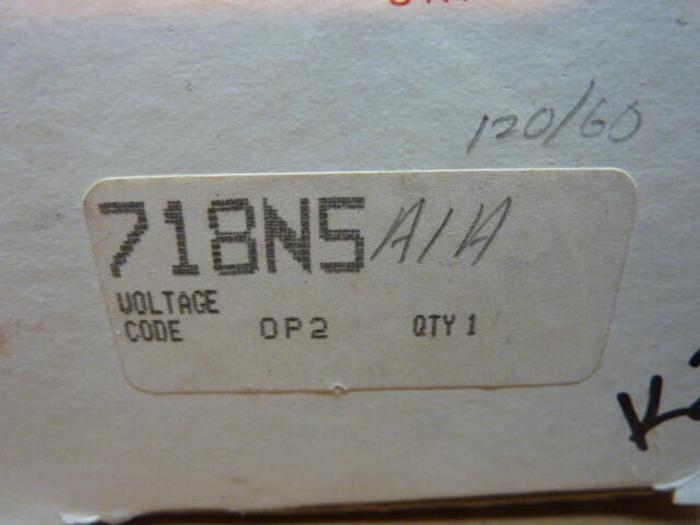 120/60
718N5 A1A
VOLTAGE
CODE OP2 QTY 1